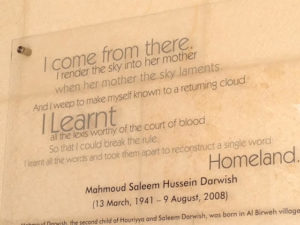 I come from there.
I render the sky into her mother
when her mother the sky laments.
And I weep to make myself known to a returning cloud.
I Learnt
all the lexis worthy of the court of blood
So that I could break the rule.
I learnt all the words and took them apart to reconstruct a single word:
Homeland.
Mahmoud Saleem Hussein Darwish
(13 March, 1941 – 9 August, 2008)
Mahmoud Darwish, the second child of Houriyya and Saleem Darwish, was born in Al Birweh village